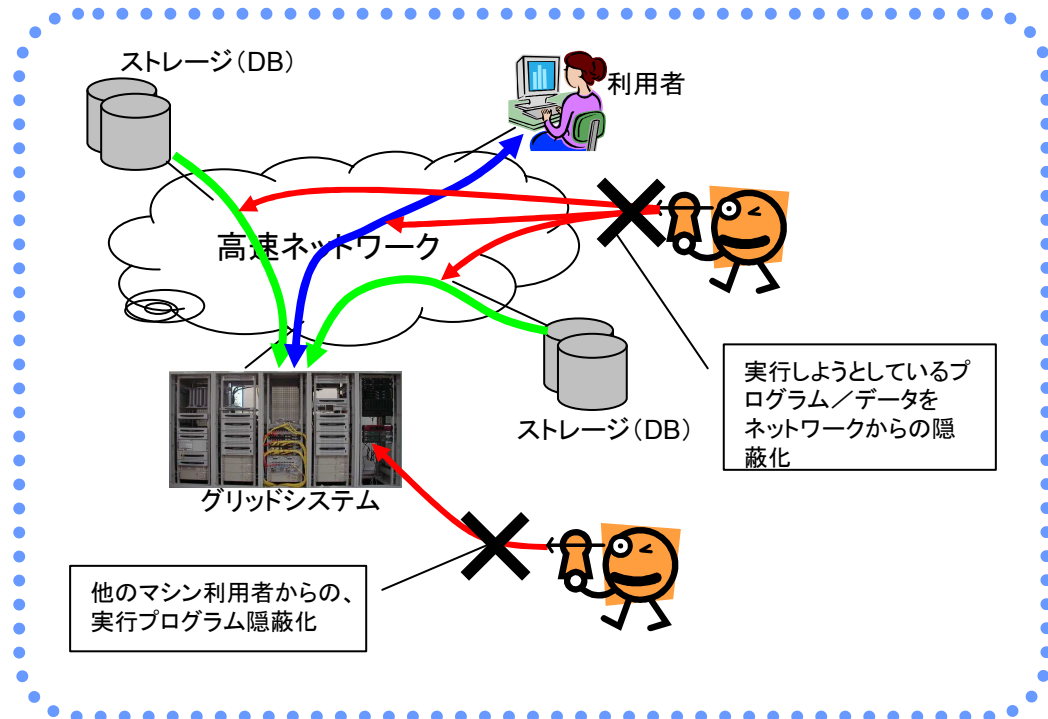 ストレージ（DB）
利用者
高速ネットワーク
実行しようとしているプ
ログラム／データを
ネットワークからの隠
蔽化
ストレージ（DB）
グリッドシステム
他のマシン利用者からの、
実行プログラム隠蔽化